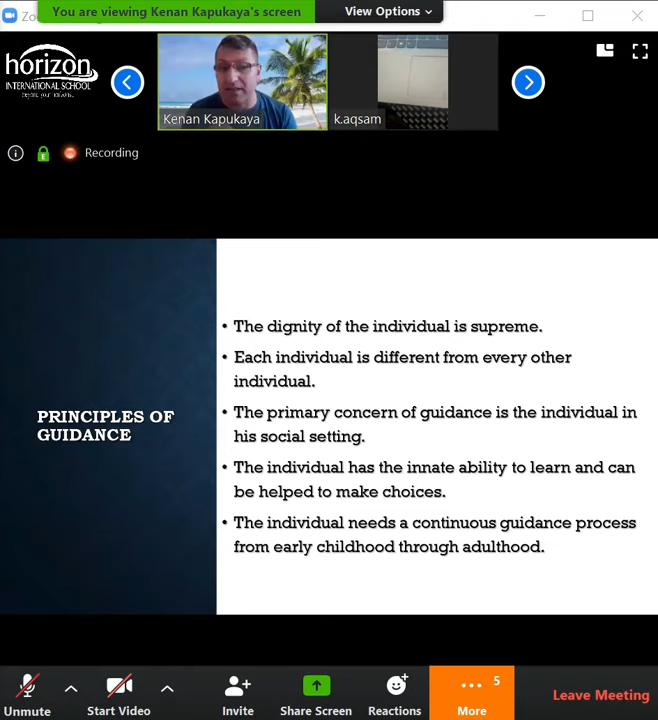 You are viewing Kenan Kapukaya's screen
View Options
horizon
INTERNATIONAL SCHOOL
Kenan Kapukaya
k.aqsam
Recording
PRINCIPLES OF
GUIDANCE
• The dignity of the individual is supreme.
• Each individual is different from every other
individual.
• The primary concern of guidance is the individual in
his social setting.
• The individual has the innate ability to learn and can
be helped to make choices.
• The individual needs a continuous guidance process
from early childhood through adulthood.
Unmute
Start Video
Invite
Share Screen
Reactions
5
More
Leave Meeting